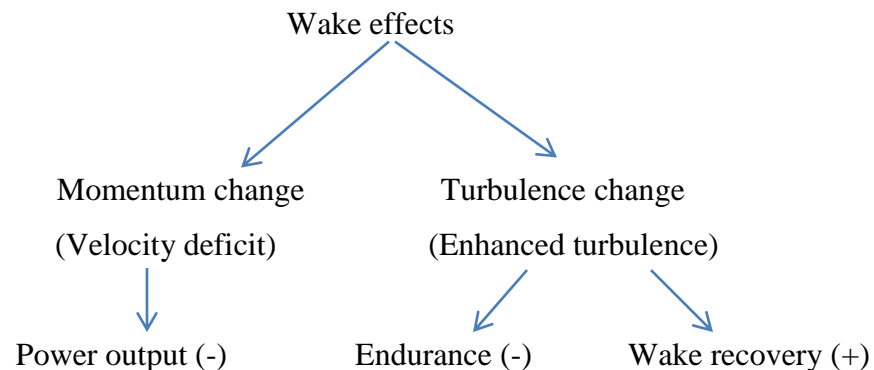 Wake effects
Momentum change
(Velocity deficit)
Turbulence change
(Enhanced turbulence)
Power output (-)
Endurance (-)
Wake recovery (+)